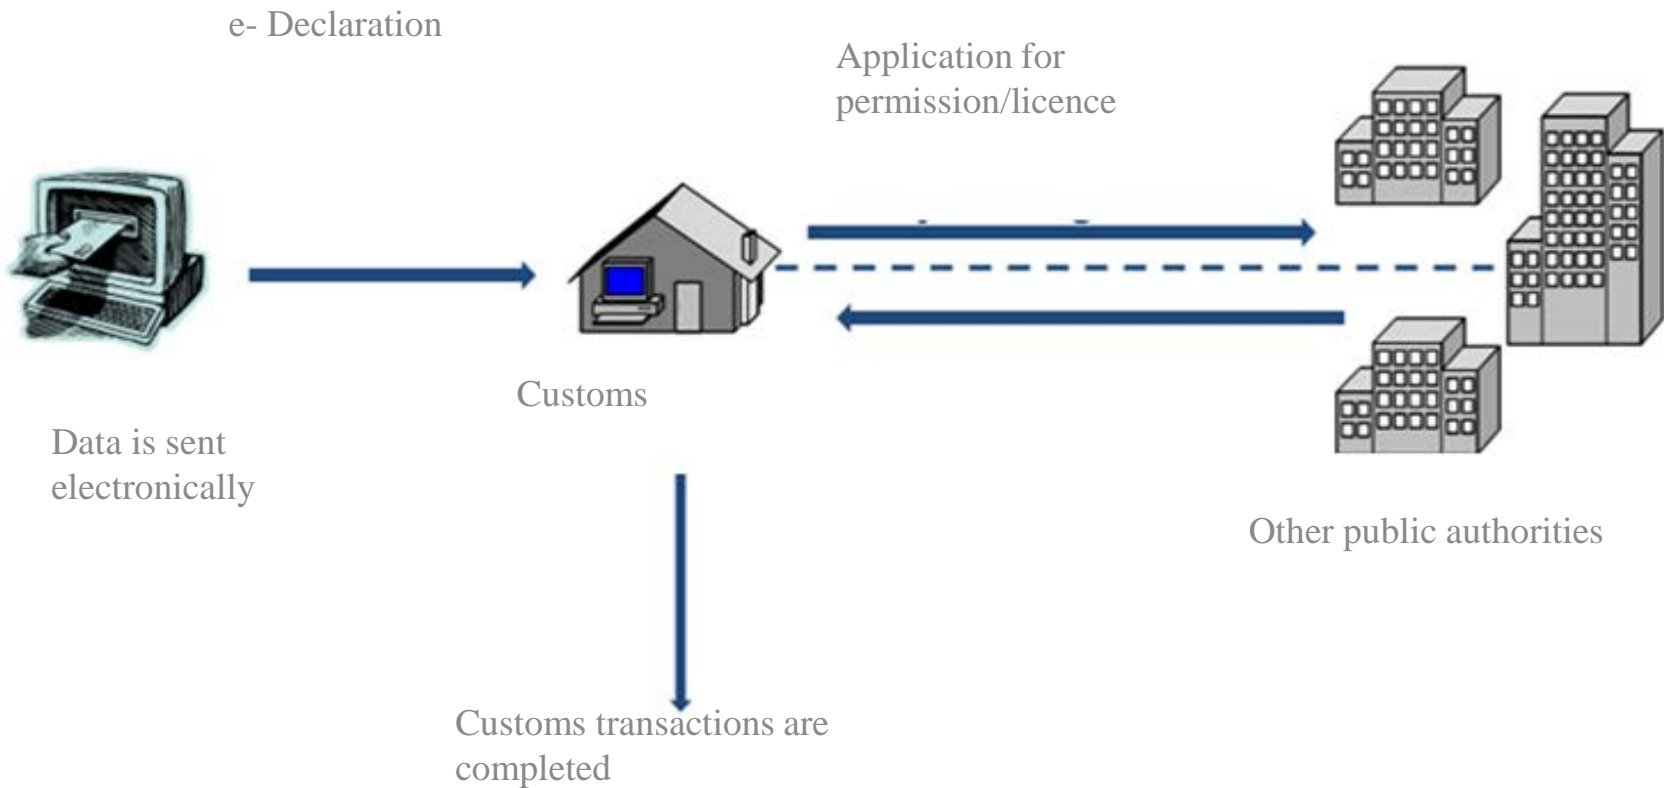 e- Declaration
Application for
permission/licence
Customs
Data is sent
electronically
Other public authorities
Customs transactions are
completed